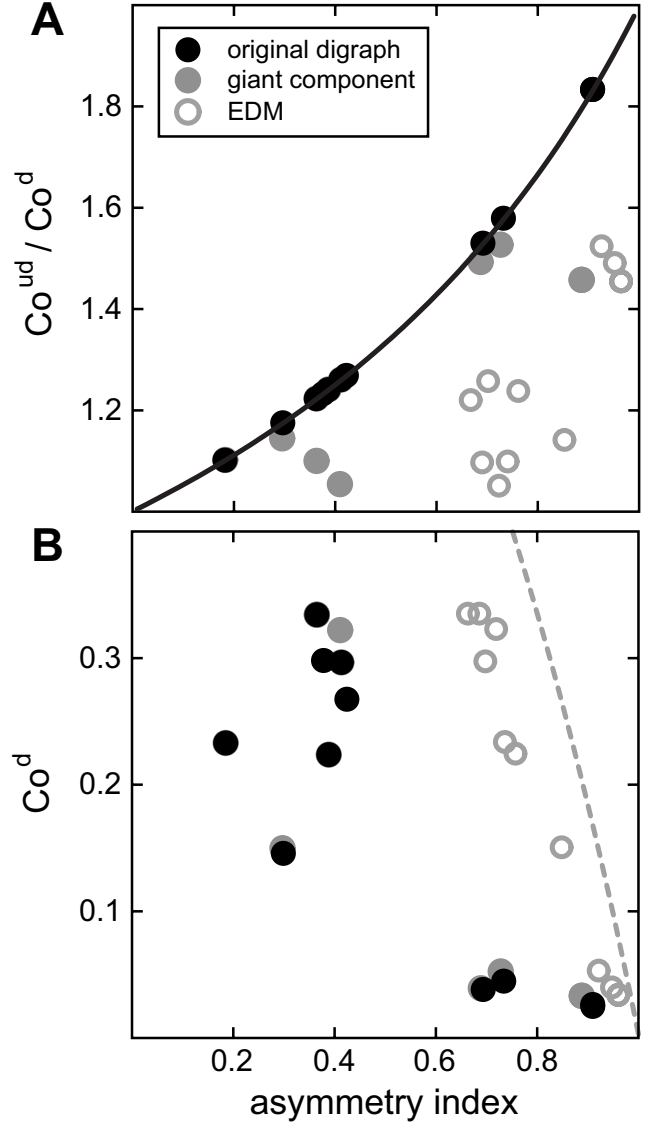 A
original digraph
giant component
EDM
1.8
1.6
1.4
1.2
Co^ud / Co^d
B
0.3
0.2
0.1
Co^d
0.2 0.4 0.6 0.8
asymmetry index